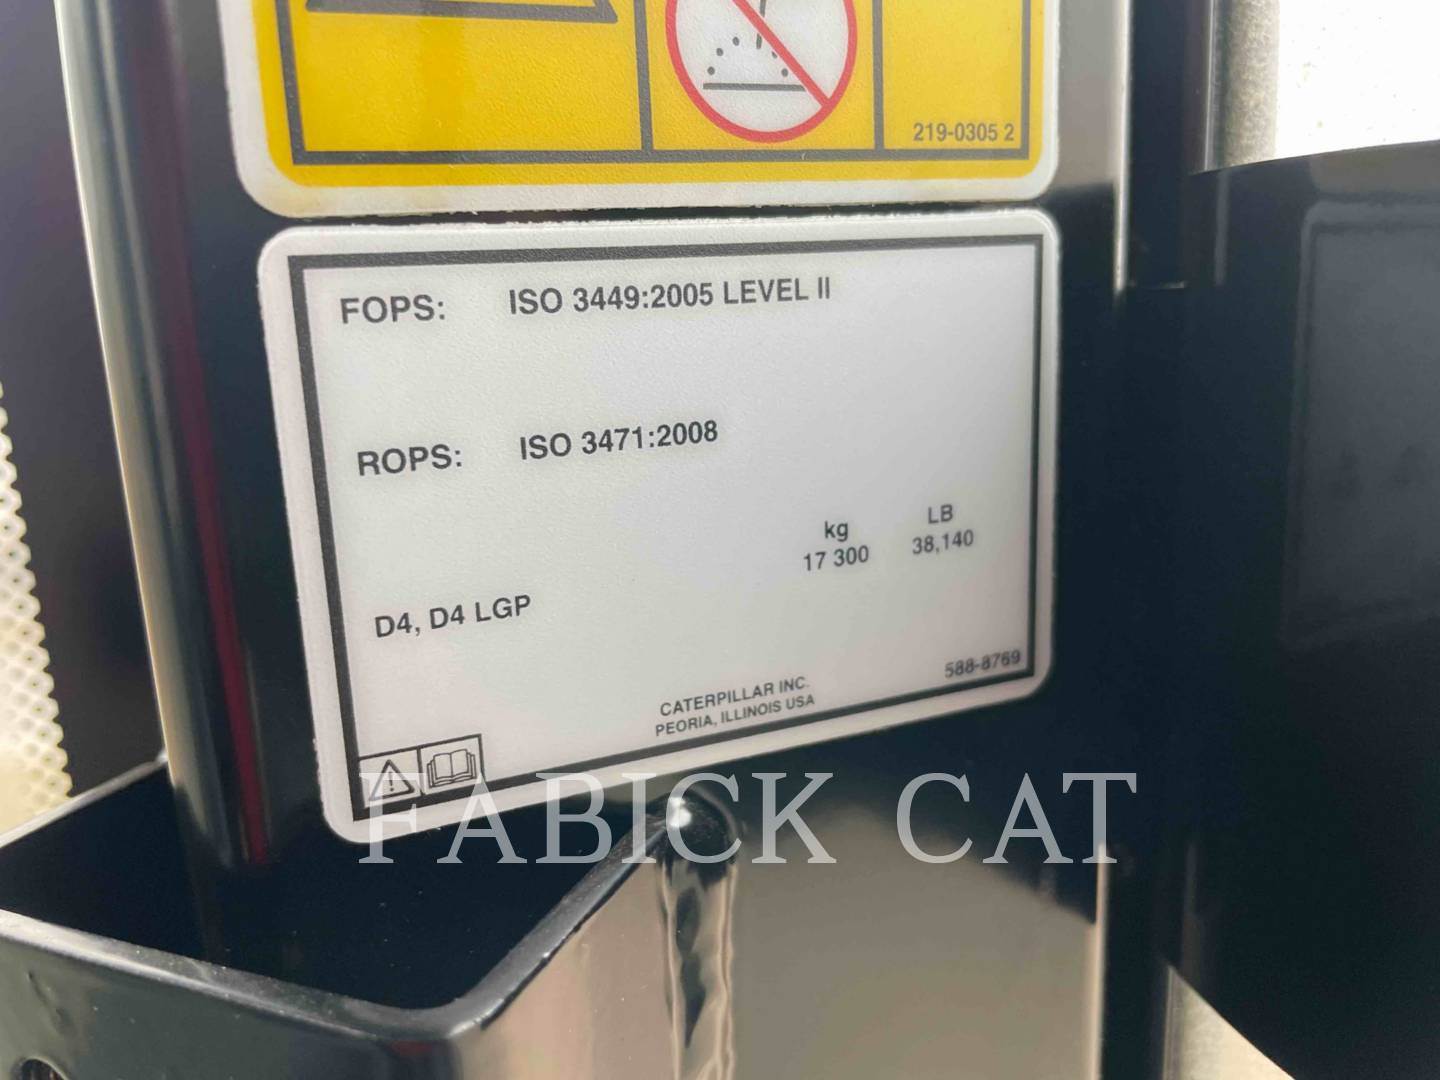 219-0305 2
FOPS: ISO 3449:2005 LEVEL II
ROPS: ISO 3471:2008
kg LB
17 300 38,140
D4, D4 LGP
588-8769
CATERPILLAR INC.
PEORIA, ILLINOIS USA
FABICK CAT